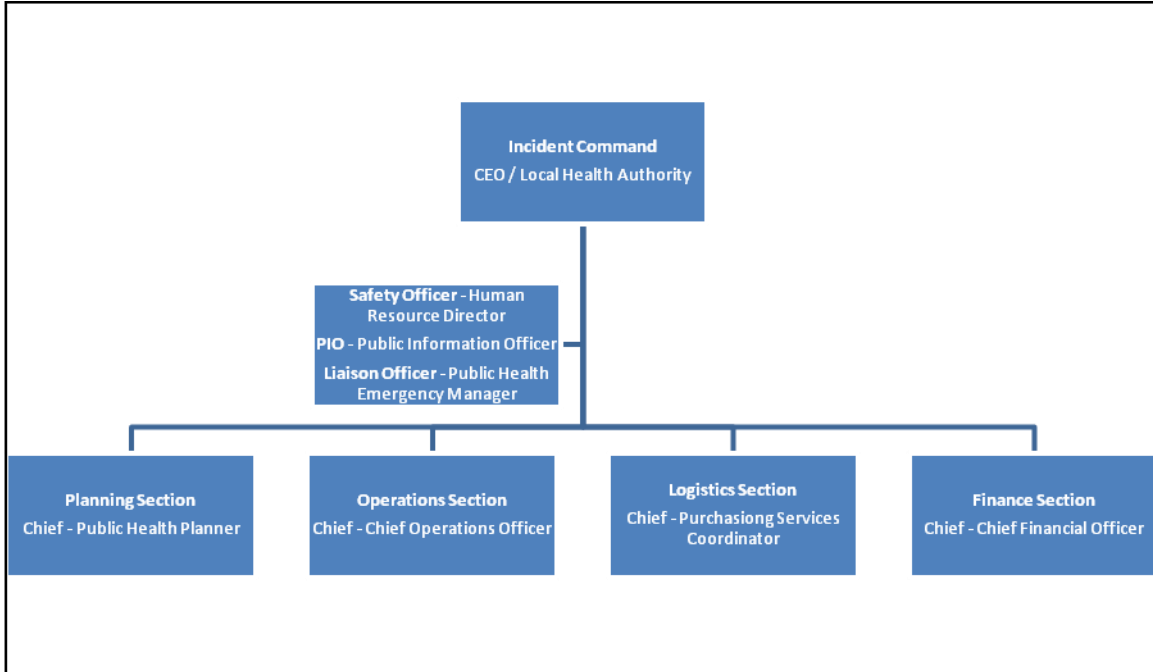 Incident Command
CEO / Local Health Authority
Safety Officer - Human
Resource Director
PIO - Public Information Officer
Liaison Officer - Public Health
Emergency Manager
Planning Section
Chief - Public Health Planner
Operations Section
Chief - Chief Operations Officer
Logistics Section
Chief - Purchasiong Services
Coordinator
Finance Section
Chief - Chief Financial Officer